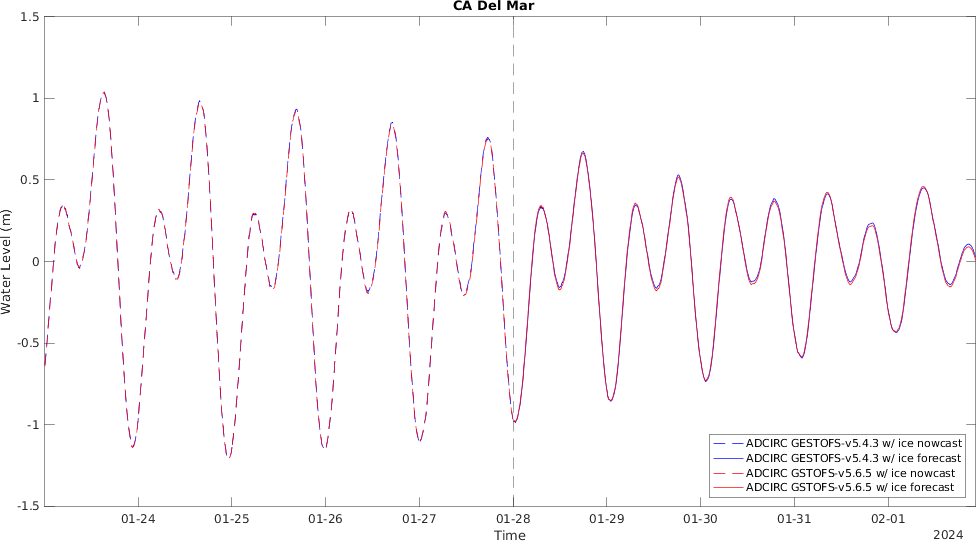 CA Del Mar
1.5
1
0.5
0
-0.5
-1
-1.5
Water Level (m)
01-24 01-25 01-26 01-27 01-28 01-29 01-30 01-31 02-01
Time
2024
ADCIRC GESTOFS-v5.4.3 w/ ice nowcast
ADCIRC GESTOFS-v5.4.3 w/ ice forecast
ADCIRC GSTOFS-v5.6.5 w/ ice nowcast
ADCIRC GSTOFS-v5.6.5 w/ ice forecast